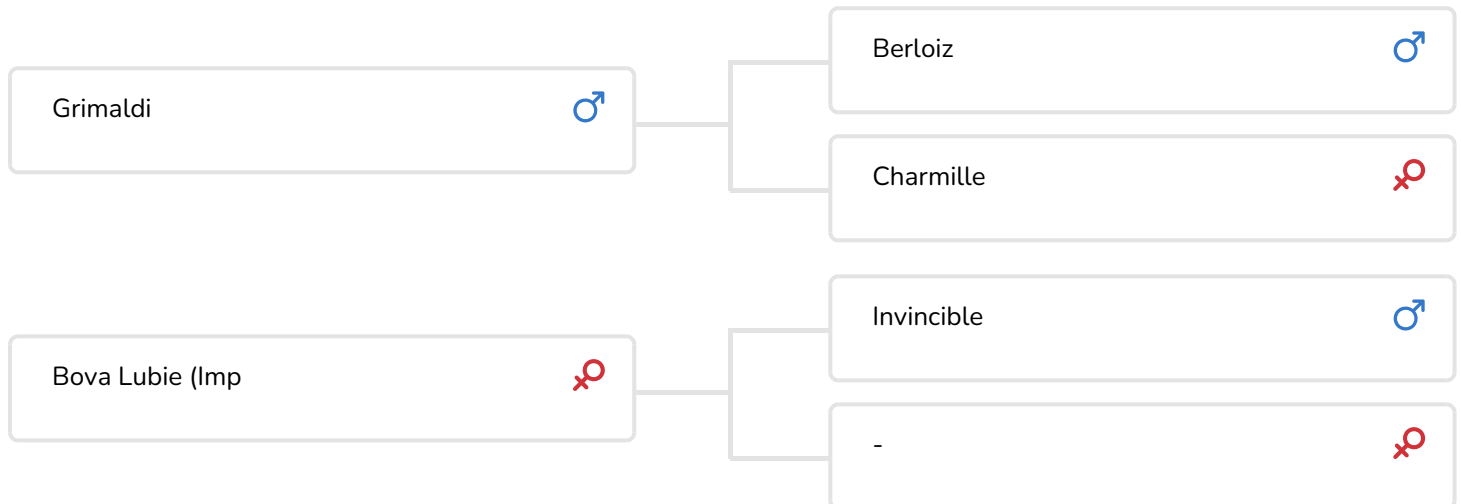 Berloiz
Grimaldi
Charmille
Invincible
Bova Lubie (Imp
-